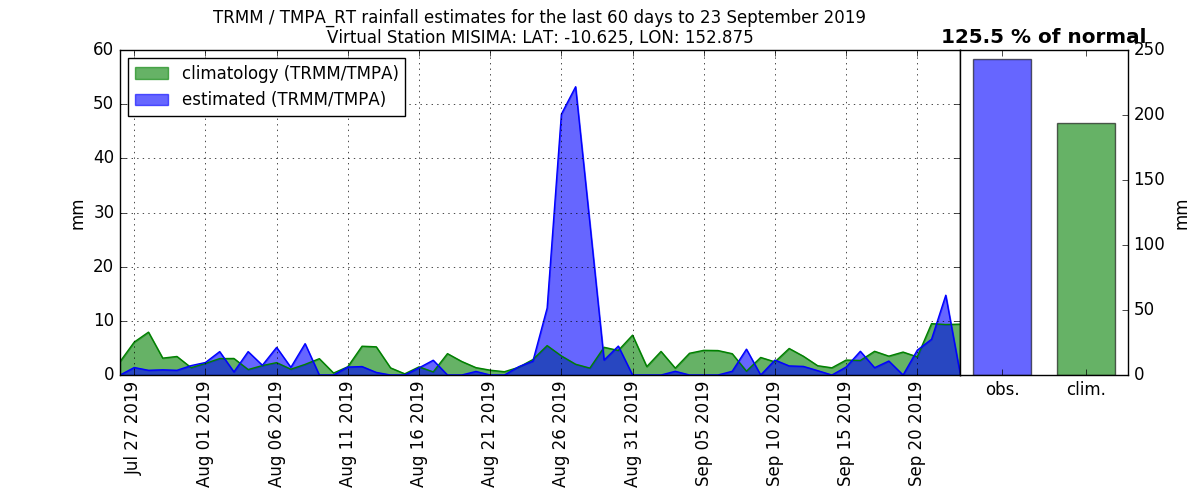 TRMM / TMPA_RT rainfall estimates for the last 60 days to 23 September 2019
Virtual Station MISIMA: LAT: -10.625, LON: 152.875
125.5 % of normal
climatology (TRMM/TMPA)
estimated (TRMM/TMPA)
60
50
40
30
20
10
0
mm
Jul 27 2019
Aug 01 2019
Aug 06 2019
Aug 11 2019
Aug 16 2019
Aug 21 2019
Aug 26 2019
Aug 31 2019
Sep 05 2019
Sep 10 2019
Sep 15 2019
Sep 20 2019
obs.
clim.
250
200
150
100
50
0
mm